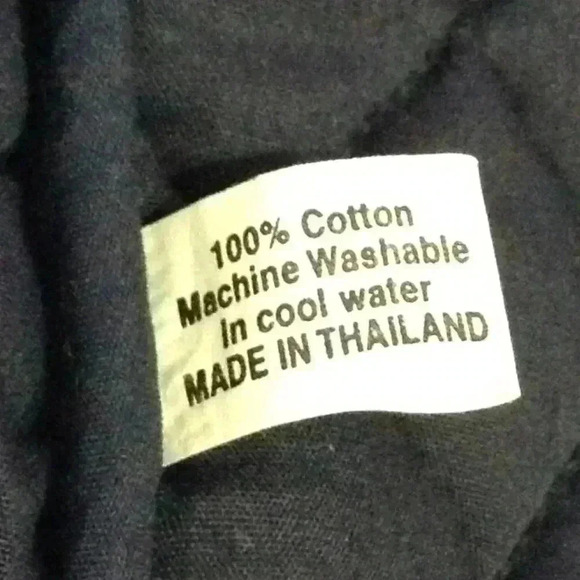 100% Cotton
Machine Washable
In cool water
MADE IN THAILAND